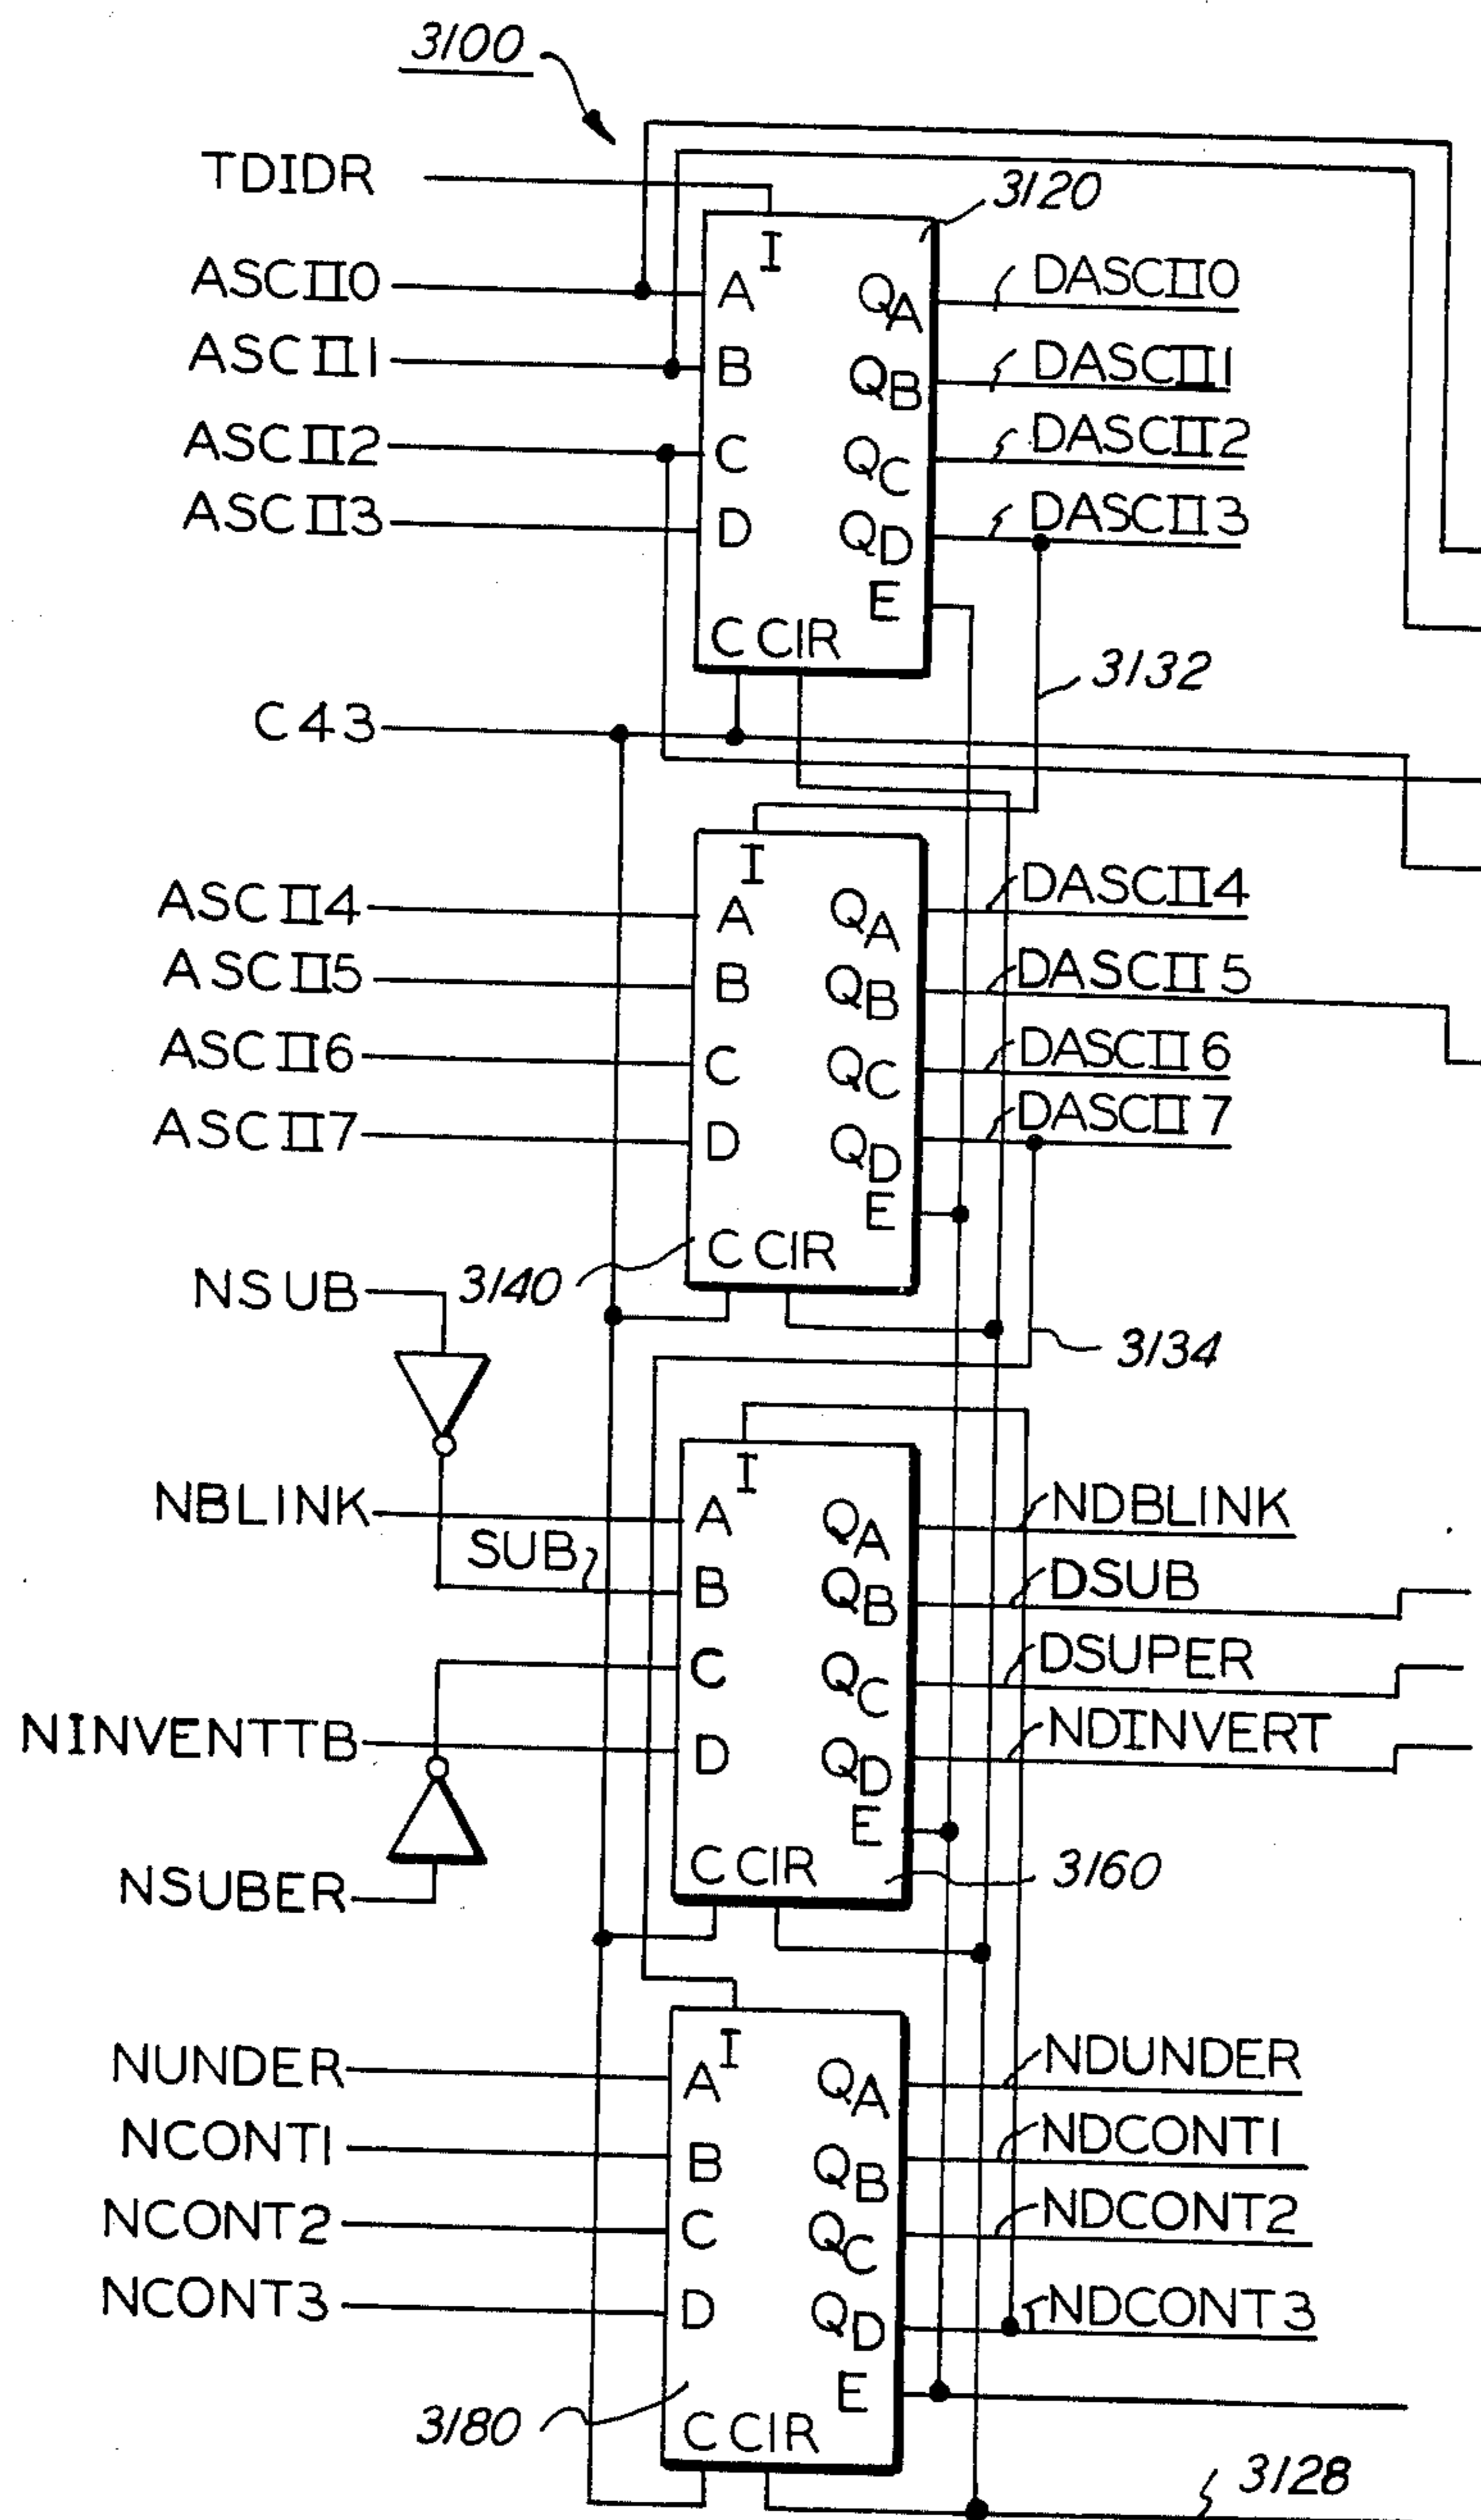 3100
TDIDR
3120
I
ASCII0 A QA DASCII0
ASCII1 B QB DASCII1
ASCII2 C QC DASCII2
ASCII3 D QD DASCII3
E
C CIR
3132
C43
I
ASCII4 A QA DASCII4
ASCII5 B QB DASCII5
ASCII6 C QC DASCII6
ASCII7 D QD DASCII7
E
C CIR
NSUB
3140
3134
I
NBLINK A QA NDBLINK
SUB B QB DSUB
C QC DSUPER
NINVENTTB D QD NDINVERT
E
C CIR
3160
NSUBER
I
NUNDER A QA NDUNDER
NCONT1 B QB NDCONT1
NCONT2 C QC NDCONT2
NCONT3 D QD NDCONT3
E
3180
C CIR
3128